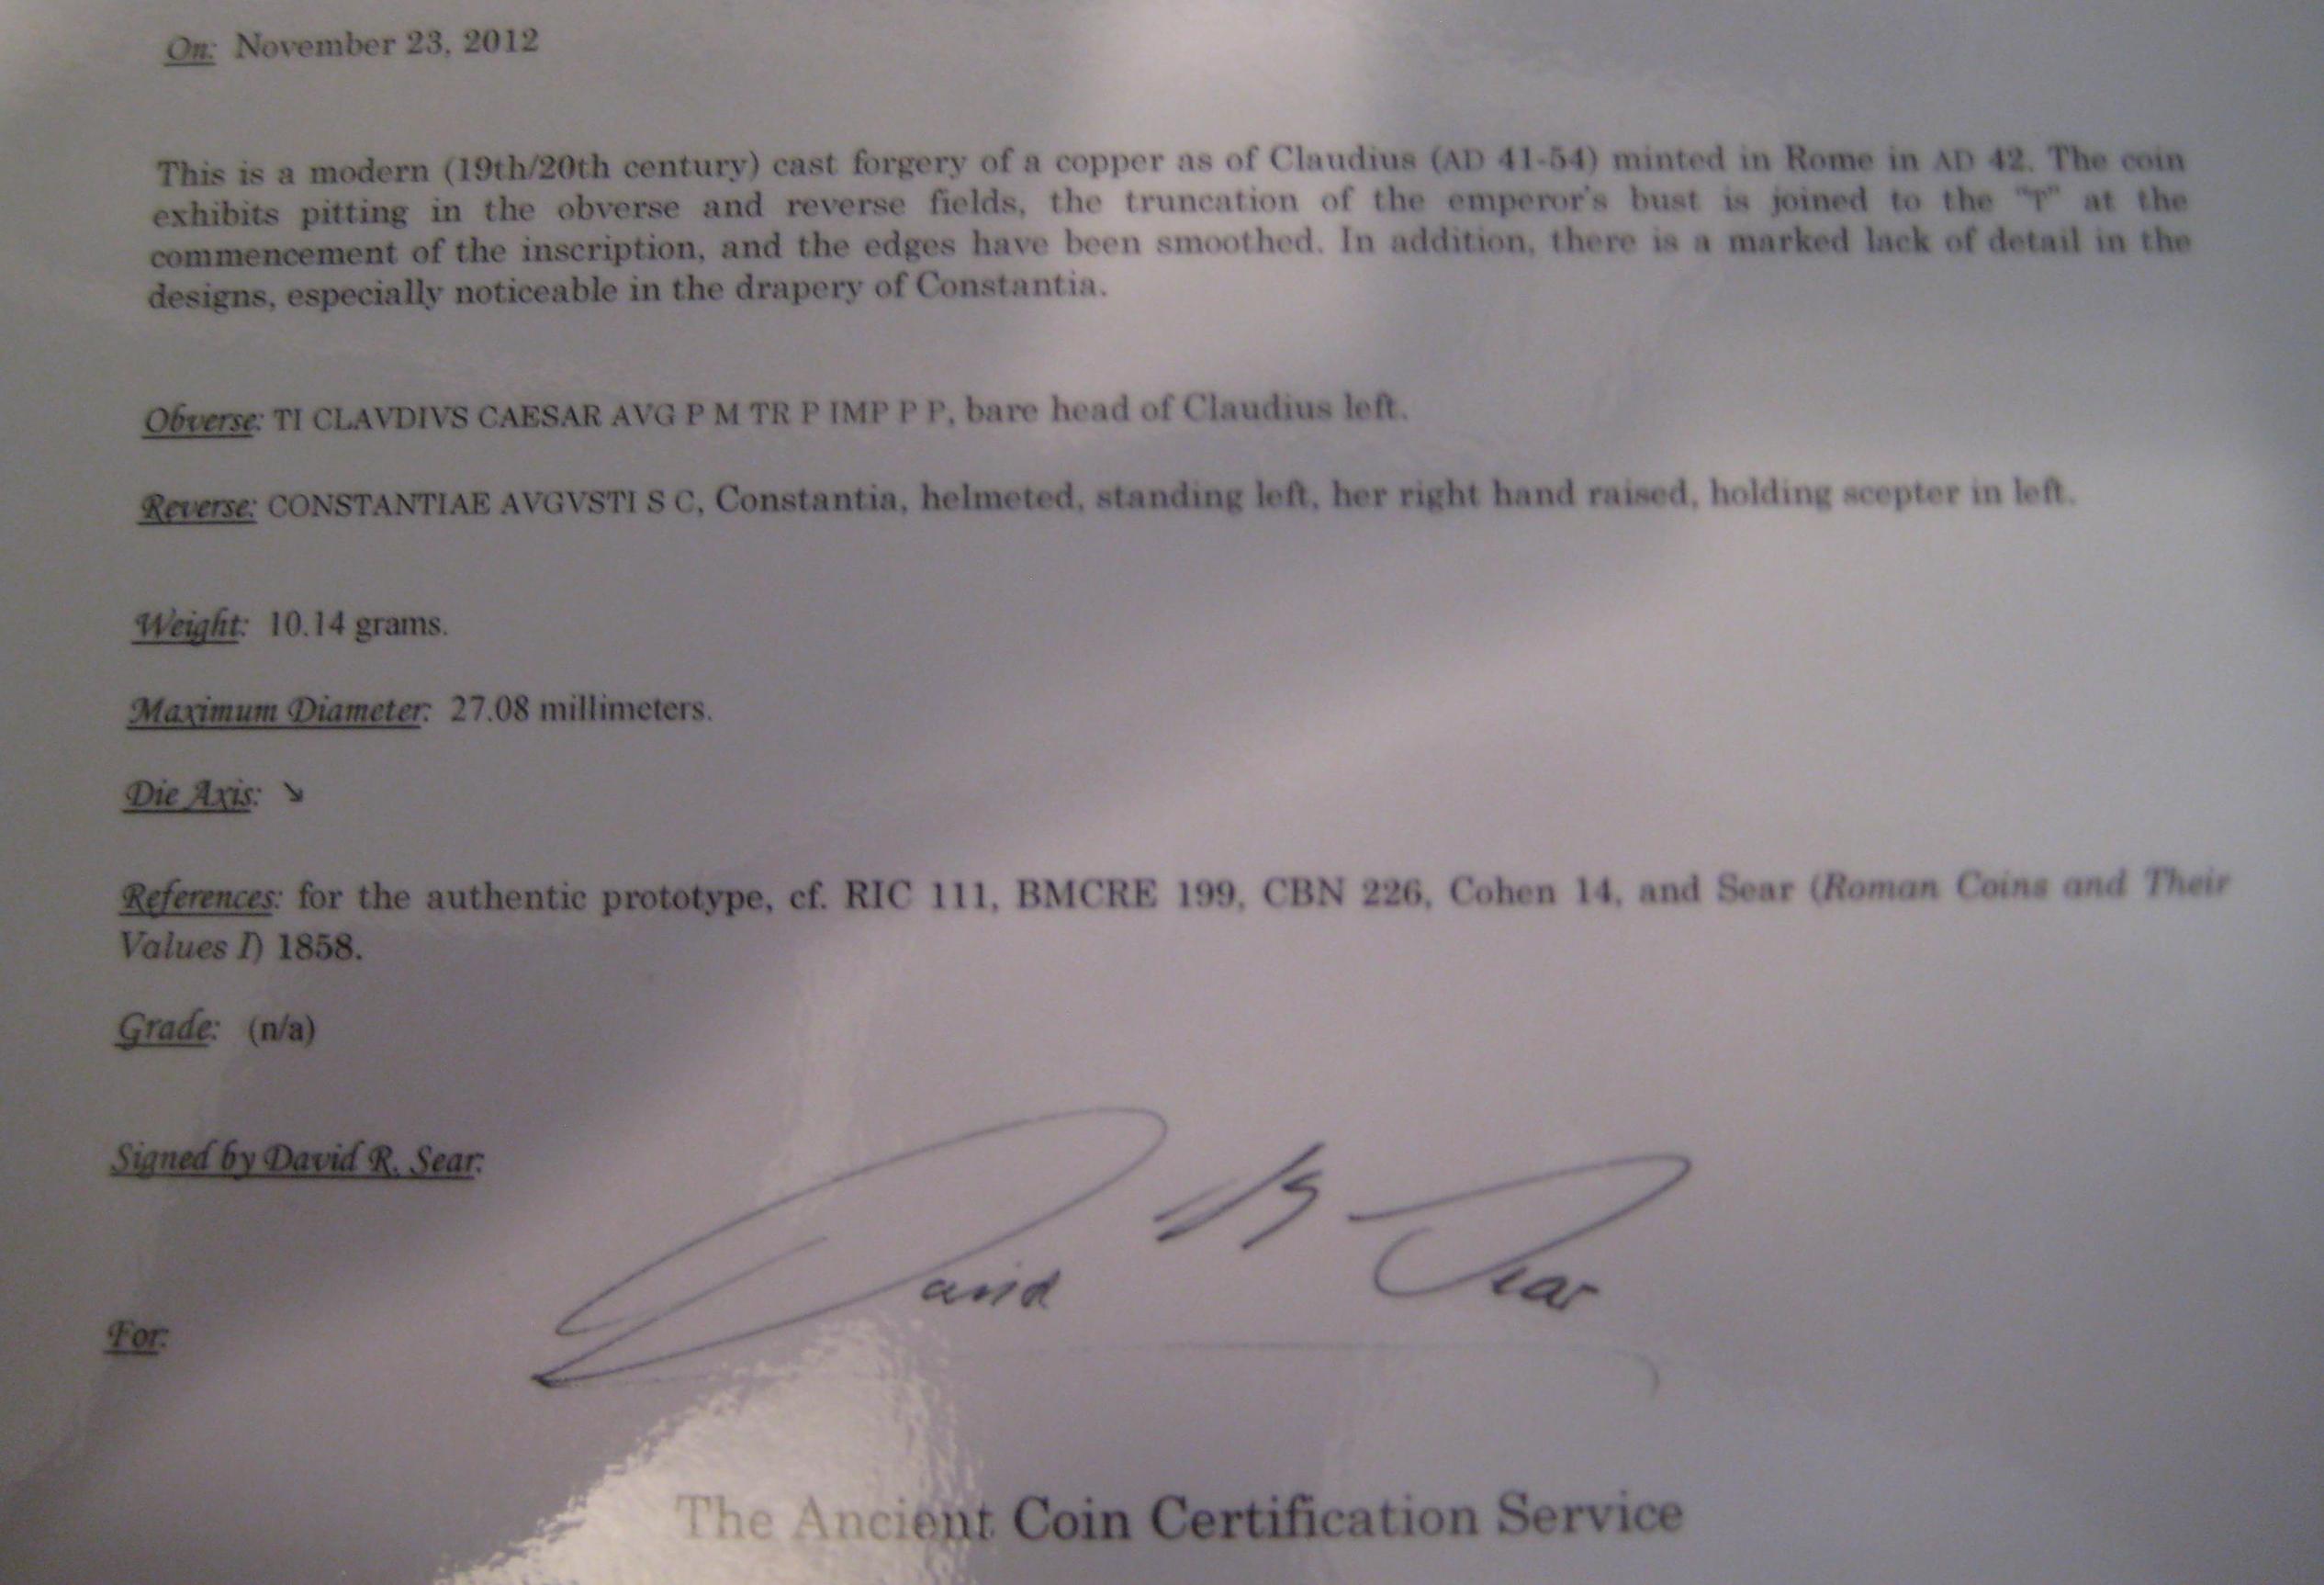 On: November 23, 2012
This is a modern (19th/20th century) cast forgery of a copper as of Claudius (AD 41-54) minted in Rome in AD 42. The coin
exhibits pitting in the obverse and reverse fields, the truncation of the emperor's bust is joined to the "T" at the
commencement of the inscription, and the edges have been smoothed. In addition, there is a marked lack of detail in the
designs, especially noticeable in the drapery of Constantia.
Obverse: TI CLAVDIVS CAESAR AVG P M TR P IMP P P, bare head of Claudius left.
Reverse: CONSTANTIAE AVGVSTI S C, Constantia, helmeted, standing left, her right hand raised, holding scepter in left.
Weight: 10.14 grams.
Maximum Diameter: 27.08 millimeters.
Die Axis: ↘
References: for the authentic prototype, cf. RIC 111, BMCRE 199, CBN 226, Cohen 14, and Sear (Roman Coins and Their
Values I) 1858.
Grade: (n/a)
Signed by David R. Sear:
David R Sear
For:
The Ancient Coin Certification Service